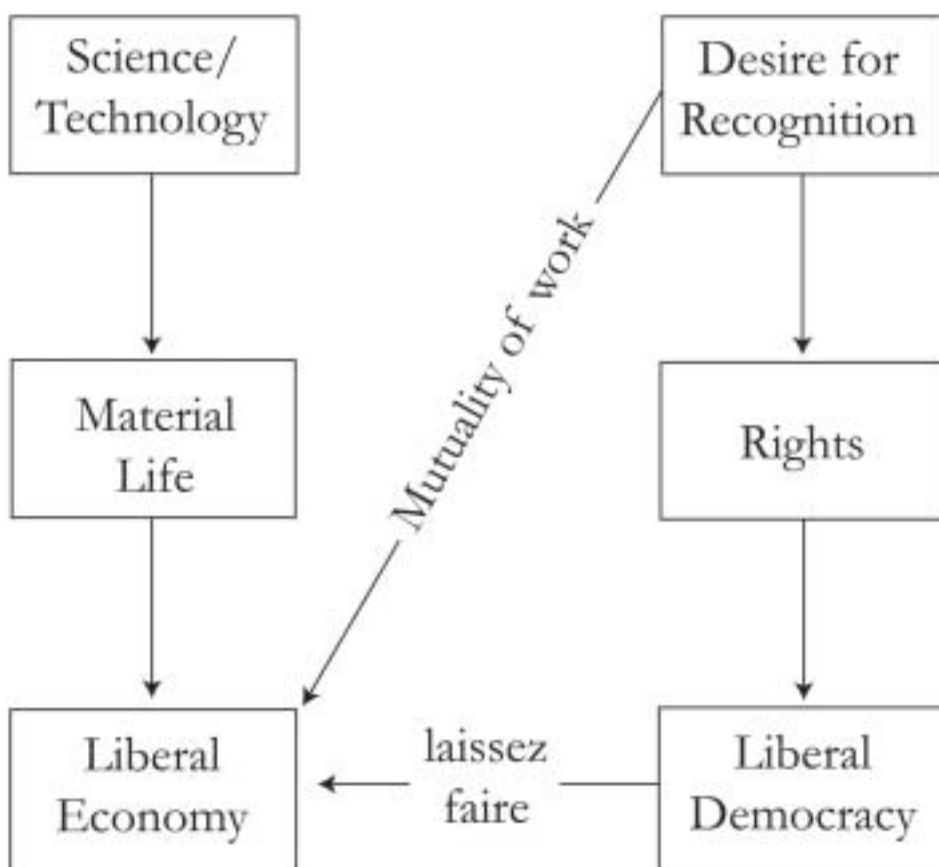 Science/
Technology
Desire for
Recognition
Mutuality of work
Material
Life
Rights
Liberal
Economy
laissez
faire
Liberal
Democracy